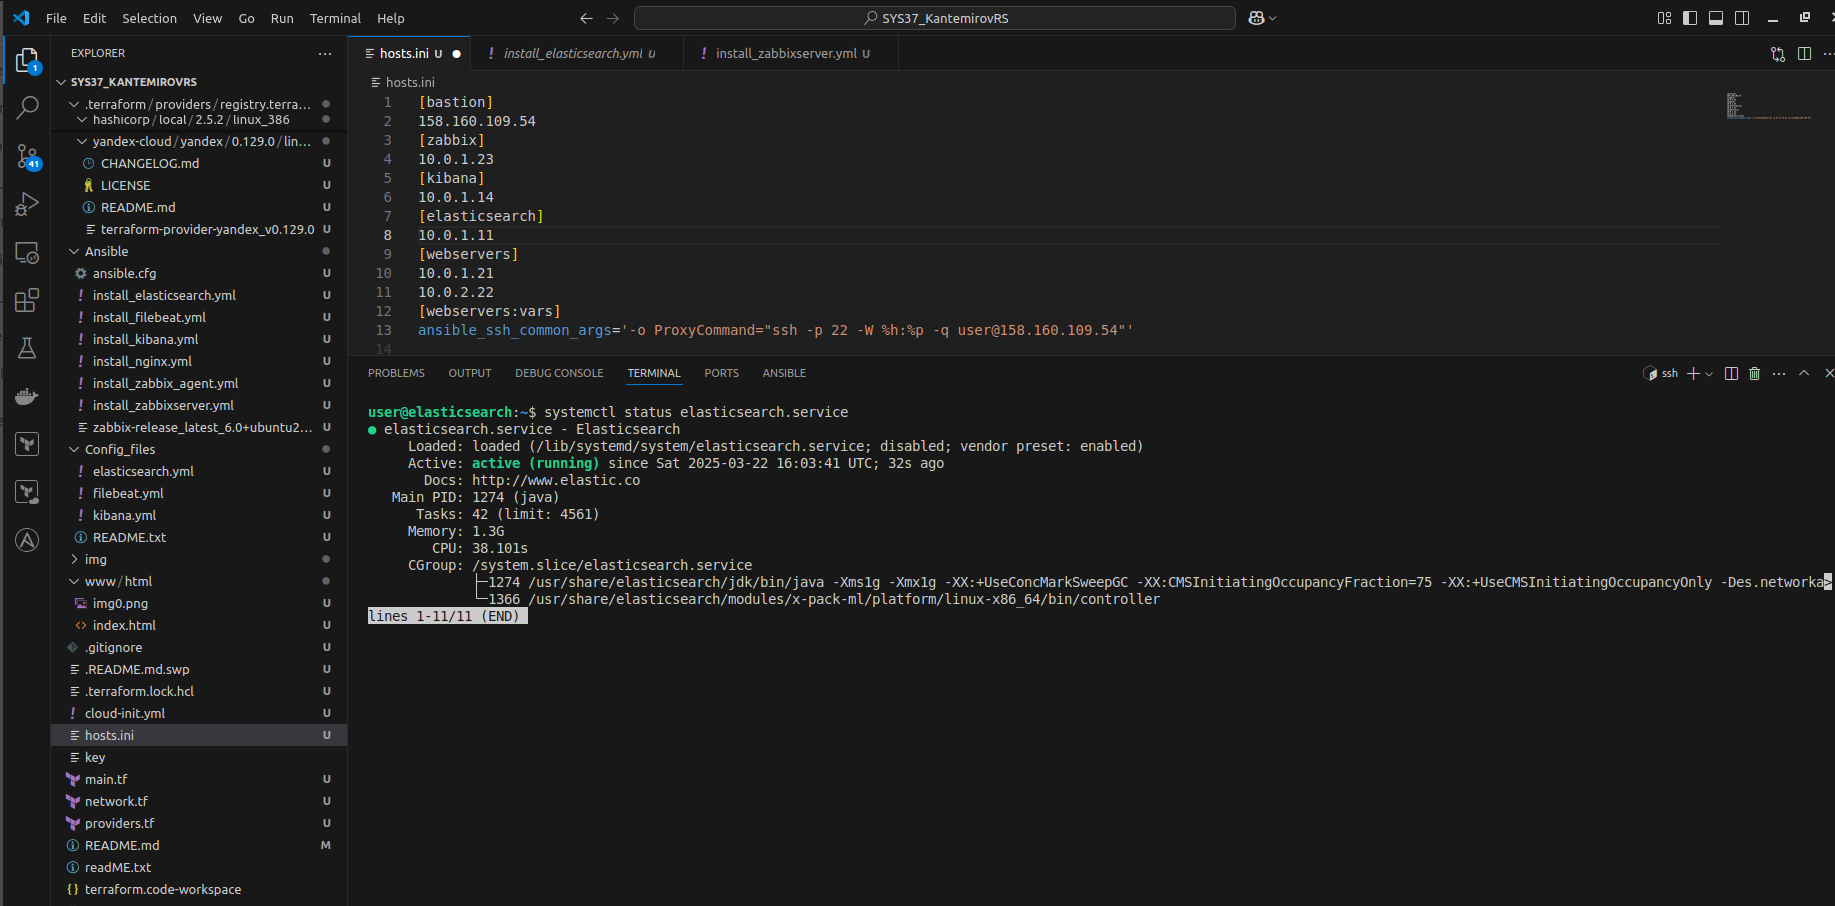 File Edit Selection View Go Run Terminal Help
SYS37_KantemirovRS
EXPLORER
SYS37_KANTEMIROVRS
.terraform / providers / registry.terra...
hashicorp / local / 2.5.2 / linux_386
yandex-cloud / yandex / 0.129.0 / lin...
CHANGELOG.md U
LICENSE U
README.md U
terraform-provider-yandex_v0.129.0 U
Ansible
ansible.cfg U
install_elasticsearch.yml U
install_filebeat.yml U
install_kibana.yml U
install_nginx.yml U
install_zabbix_agent.yml U
install_zabbixserver.yml U
zabbix-release_latest_6.0+ubuntu2... U
Config_files
elasticsearch.yml U
filebeat.yml U
kibana.yml U
README.txt U
img
www / html
img0.png U
index.html U
.gitignore U
.README.md.swp U
.terraform.lock.hcl U
cloud-init.yml U
hosts.ini U
key
main.tf U
network.tf U
providers.tf U
README.md M
readME.txt U
terraform.code-workspace U
1
41
hosts.ini U install_elasticsearch.yml U install_zabbixserver.yml U
hosts.ini
1 [bastion]
2 158.160.109.54
3 [zabbix]
4 10.0.1.23
5 [kibana]
6 10.0.1.14
7 [elasticsearch]
8 10.0.1.11
9 [webservers]
10 10.0.1.21
11 10.0.2.22
12 [webservers:vars]
13 ansible_ssh_common_args='-o ProxyCommand="ssh -p 22 -W %h:%p -q user@158.160.109.54"'
14
PROBLEMS OUTPUT DEBUG CONSOLE TERMINAL PORTS ANSIBLE
ssh
user@elasticsearch:~$ systemctl status elasticsearch.service
● elasticsearch.service - Elasticsearch
Loaded: loaded (/lib/systemd/system/elasticsearch.service; disabled; vendor preset: enabled)
Active: active (running) since Sat 2025-03-22 16:03:41 UTC; 32s ago
Docs: http://www.elastic.co
Main PID: 1274 (java)
Tasks: 42 (limit: 4561)
Memory: 1.3G
CPU: 38.101s
CGroup: /system.slice/elasticsearch.service
├─1274 /usr/share/elasticsearch/jdk/bin/java -Xms1g -Xmx1g -XX:+UseConcMarkSweepGC -XX:CMSInitiatingOccupancyFraction=75 -XX:+UseCMSInitiatingOccupancyOnly -Des.networka>
└─1366 /usr/share/elasticsearch/modules/x-pack-ml/platform/linux-x86_64/bin/controller
lines 1-11/11 (END)